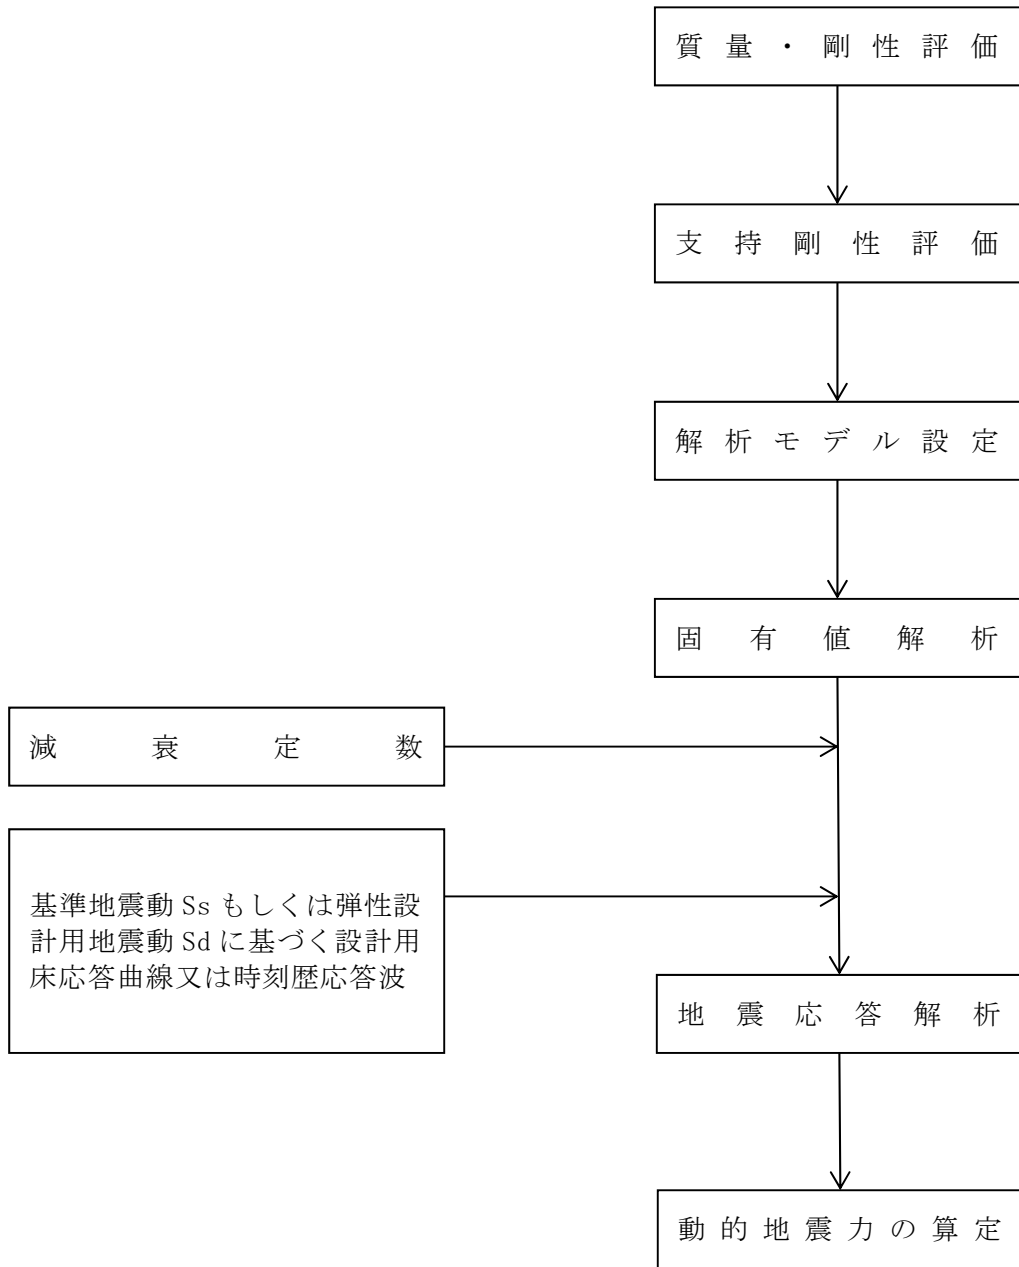 質量・剛性評価
支持剛性評価
解析モデル設定
固有値解析
減衰定数
基準地震動 Ss もしくは弾性設
計用地震動 Sd に基づく設計用
床応答曲線又は時刻歴応答波
地震応答解析
動的地震力の算定